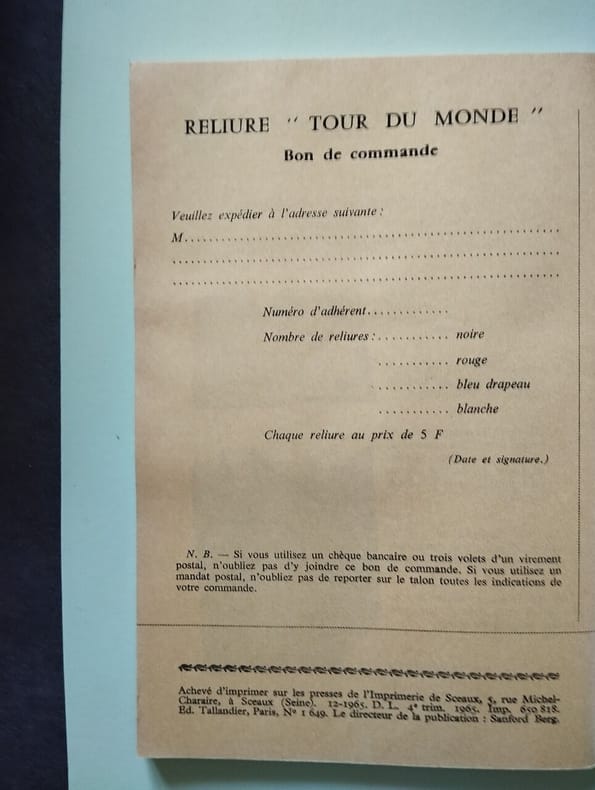 RELIURE " TOUR DU MONDE "
Bon de commande
Veuillez expédier à l'adresse suivante :
M..........................................................
..........................................................
..........................................................
Numéro d'adhérent............
Nombre de reliures :........... noire
........... rouge
........... bleu drapeau
........... blanche
Chaque reliure au prix de 5 F
(Date et signature.)
N. B. — Si vous utilisez un chèque bancaire ou trois volets d'un virement
postal, n'oubliez pas d'y joindre ce bon de commande. Si vous utilisez un
mandat postal, n'oubliez pas de reporter sur le talon toutes les indications de
votre commande.
Achevé d'imprimer sur les presses de l'Imprimerie de Sceaux, 5, rue Michel-
Charaire, à Sceaux (Seine). 12-1965. D. L. 4e trim. 1965. Imp. 650 818.
Éd. Tallandier, Paris, No 1 649. Le directeur de la publication : Sanford Berg.